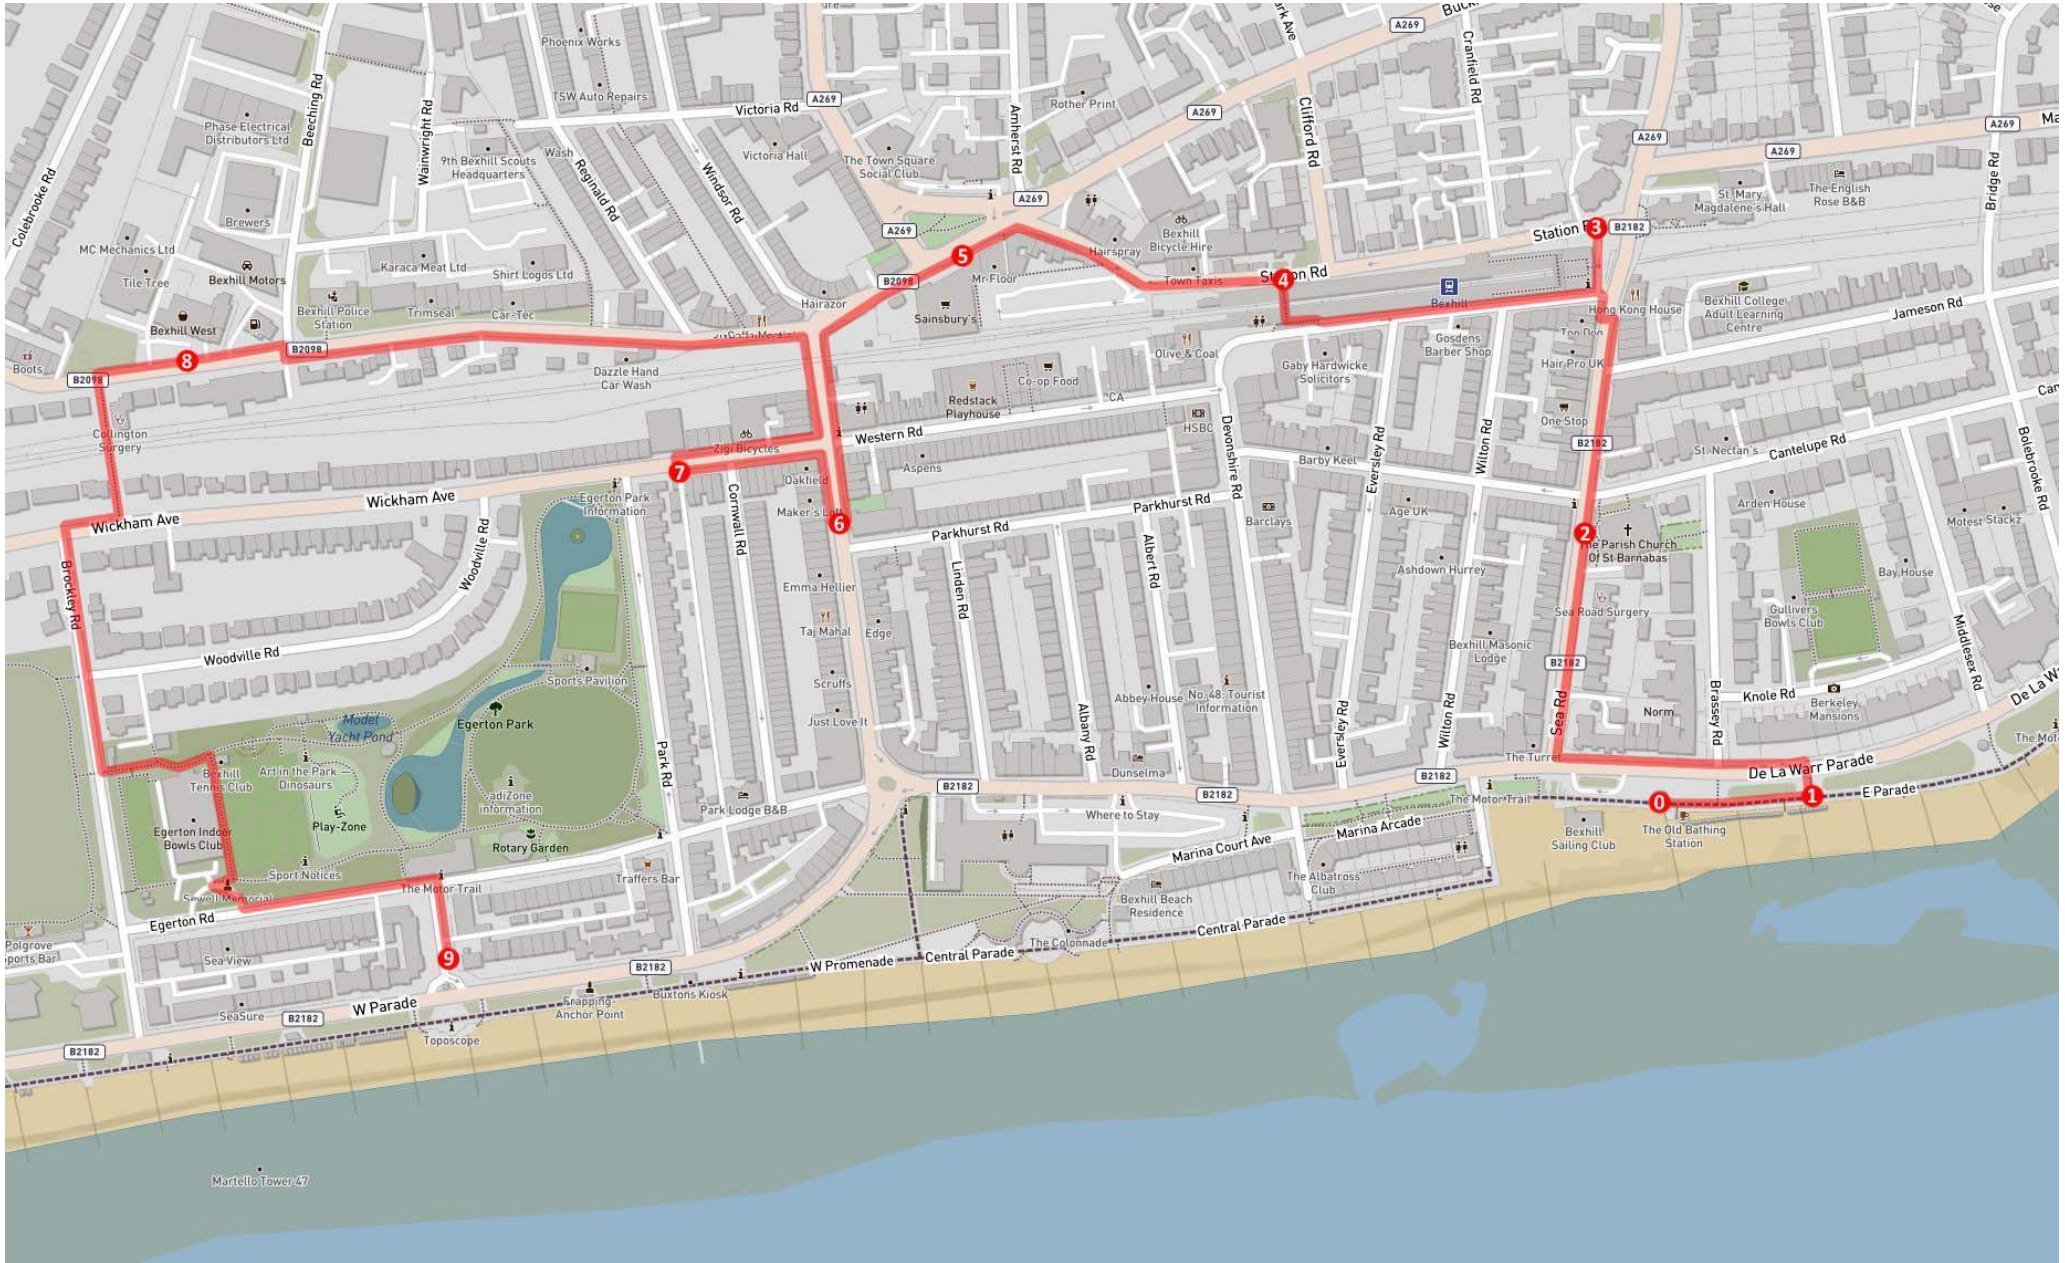 Phoenix Works
TSW Auto Repairs
Victoria Rd
A269
A269
Cranfield Rd
Rother Print
A269
Clifford Rd
Amherst Rd
A269
A269
A269
Bridge Rd
Beeching Rd
Wainwright Rd
Phase Electrical
Distributors Ltd
9th Bexhill Scouts
Headquarters
Wash
Reginald Rd
Windsor Rd
Victoria Hall
The Town Square
Social Club
A269
A269
St. Mary
Magdalene's Hall
The English
Rose B&B
Colebrooke Rd
Brewers
MC Mechanics Ltd
Tile Tree
Bexhill Motors
Karaca Meat Ltd
Shirt Logos Ltd
5
Mr-Floor
Hairspray
Bexhill
Bicycle Hire
Town Taxis
4
3
B2182
Bexhill
Hairazor
B2098
Sainsbury's
Bexhill West
Bexhill Police
Station
Trimseal
Car-Tec
Hong Kong House
Bexhill College
Adult Learning
Centre
Jameson Rd
Boots
8
B2098
B2098
Dazzle Hand
Car Wash
Redstack
Playhouse
Co-op Food
Olive & Coal
Gaby Hardwicke
Solicitors
Gosdens
Barber Shop
Top Dog
Hair Pro UK
One Stop
Collington
Surgery
Zigi Bicycles
Western Rd
Aspens
HSBC
Devonshire Rd
Barby Keel
Eversley Rd
Wilton Rd
B2182
St. Nectan's
Cantelupe Rd
Bolebrooke Rd
7
Oakfield
Wickham Ave
Wickham Ave
Egerton Park
Information
Cornwall Rd
6
Parkhurst Rd
Parkhurst Rd
Barclays
Age UK
2
The Parish Church
Of St Barnabas
Arden House
Motest
Stackz
Brockley Rd
Woodville Rd
Woodville Rd
Emma Hellier
Taj Mahal
Edge
Linden Rd
Albert Rd
Ashdown Hurrey
Sea Road Surgery
Gullivers
Bowls Club
Bay House
Middlesex Rd
Sports Pavilion
Scruffs
Just Love It
Abbey House
No. 48: Tourist
Information
Bexhill Masonic
Lodge
B2182
Sea Rd
Norm
Brassey Rd
Knole Rd
Berkeley
Mansions
Egerton Park
Model
Yacht Pond
Park Rd
Albany Rd
Eversley Rd
Wilton Rd
The Turret
De La Warr Parade
Bexhill
Tennis Club
Art in the Park –
Dinosaurs
Play-Zone
Park Lodge B&B
Dunselma
B2182
B2182
B2182
Where to Stay
The Motor Trail
0
1
E Parade
Egerton Indoor
Bowls Club
Sport Notices
Rotary Garden
Marina Court Ave
Marina Arcade
Bexhill
Sailing Club
The Old Bathing
Station
Sewell Memorial
The Motor Trail
Traffers Bar
The Albatross
Club
Bexhill Beach
Residence
Egerton Rd
Sea View
9
B2182
W Promenade
Central Parade
The Colonnade
Central Parade
SeaSure
B2182
W Parade
Frapping-
Anchor Point
Buxtons Kiosk
B2182
Toposcope
Martello Tower 47